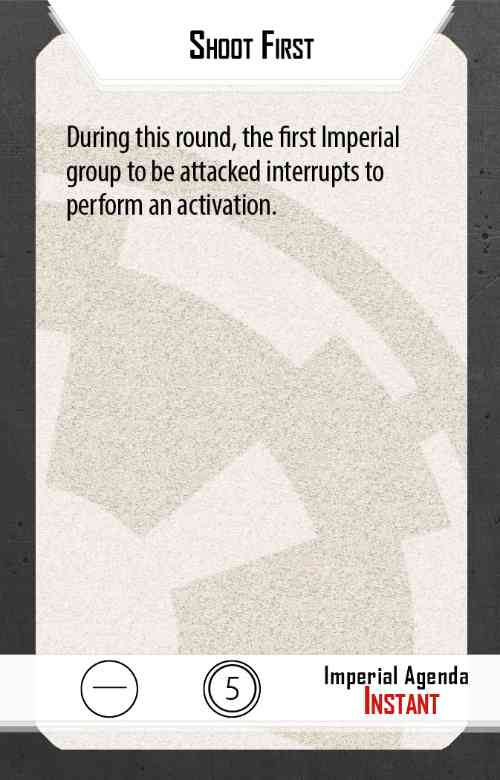 Shoot First
During this round, the first Imperial
group to be attacked interrupts to
perform an activation.
— 5 Imperial Agenda
Instant